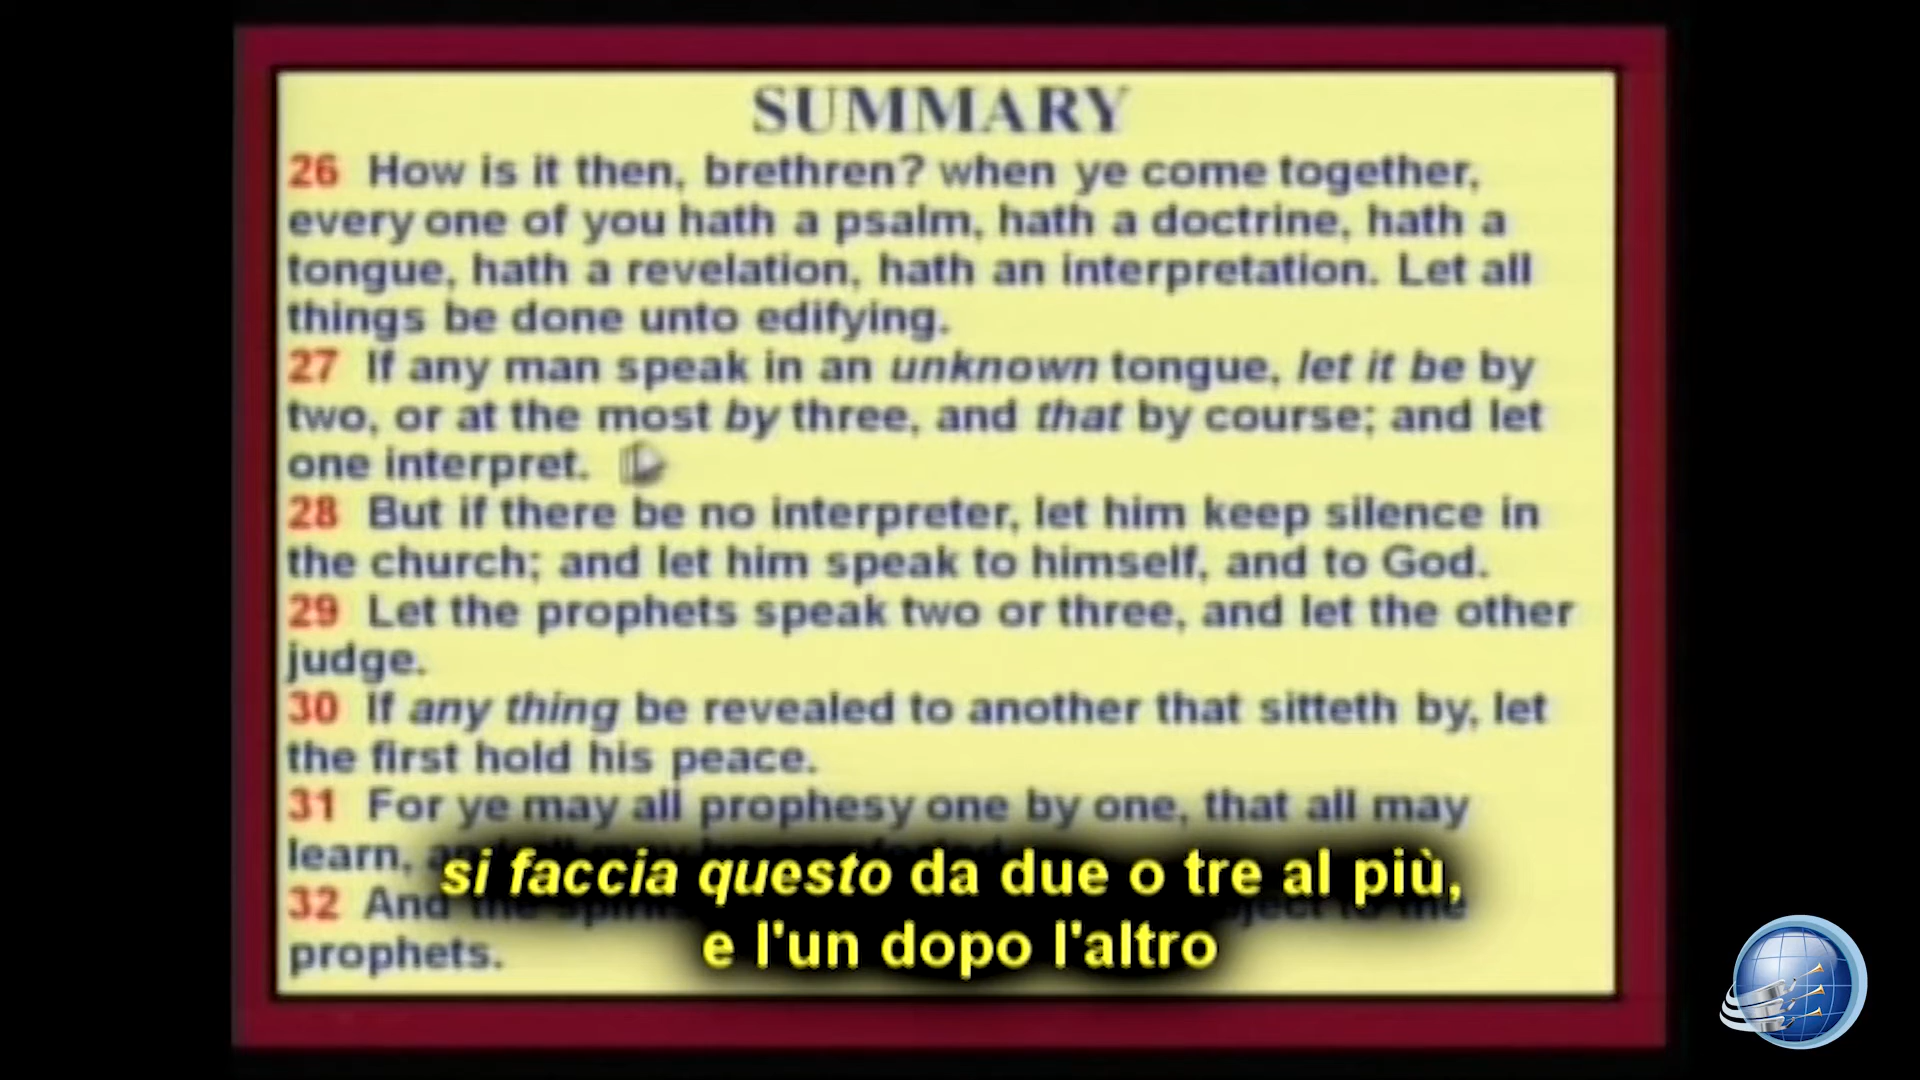 SUMMARY
26 How is it then, brethren? when ye come together,
every one of you hath a psalm, hath a doctrine, hath a
tongue, hath a revelation, hath an interpretation. Let all
things be done unto edifying.
27 If any man speak in an unknown tongue, let it be by
two, or at the most by three, and that by course; and let
one interpret.
28 But if there be no interpreter, let him keep silence in
the church; and let him speak to himself, and to God.
29 Let the prophets speak two or three, and let the other
judge.
30 If any thing be revealed to another that sitteth by, let
the first hold his peace.
31 For ye may all prophesy one by one, that all may
learn,
32 And the
prophets.
si faccia questo da due o tre al più,
e l'un dopo l'altro